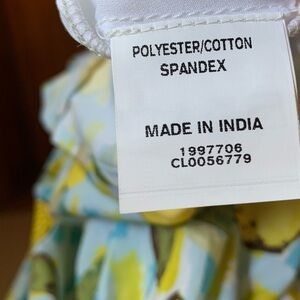 POLYESTER/COTTON
SPANDEX
MADE IN INDIA
1997706
CL0056779